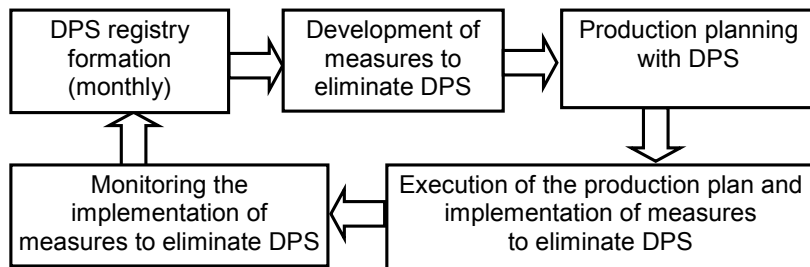 DPS registry
formation
(monthly)
Development of
measures to
eliminate DPS
Production planning
with DPS
Monitoring the
implementation of
measures to eliminate DPS
Execution of the production plan and
implementation of measures
to eliminate DPS